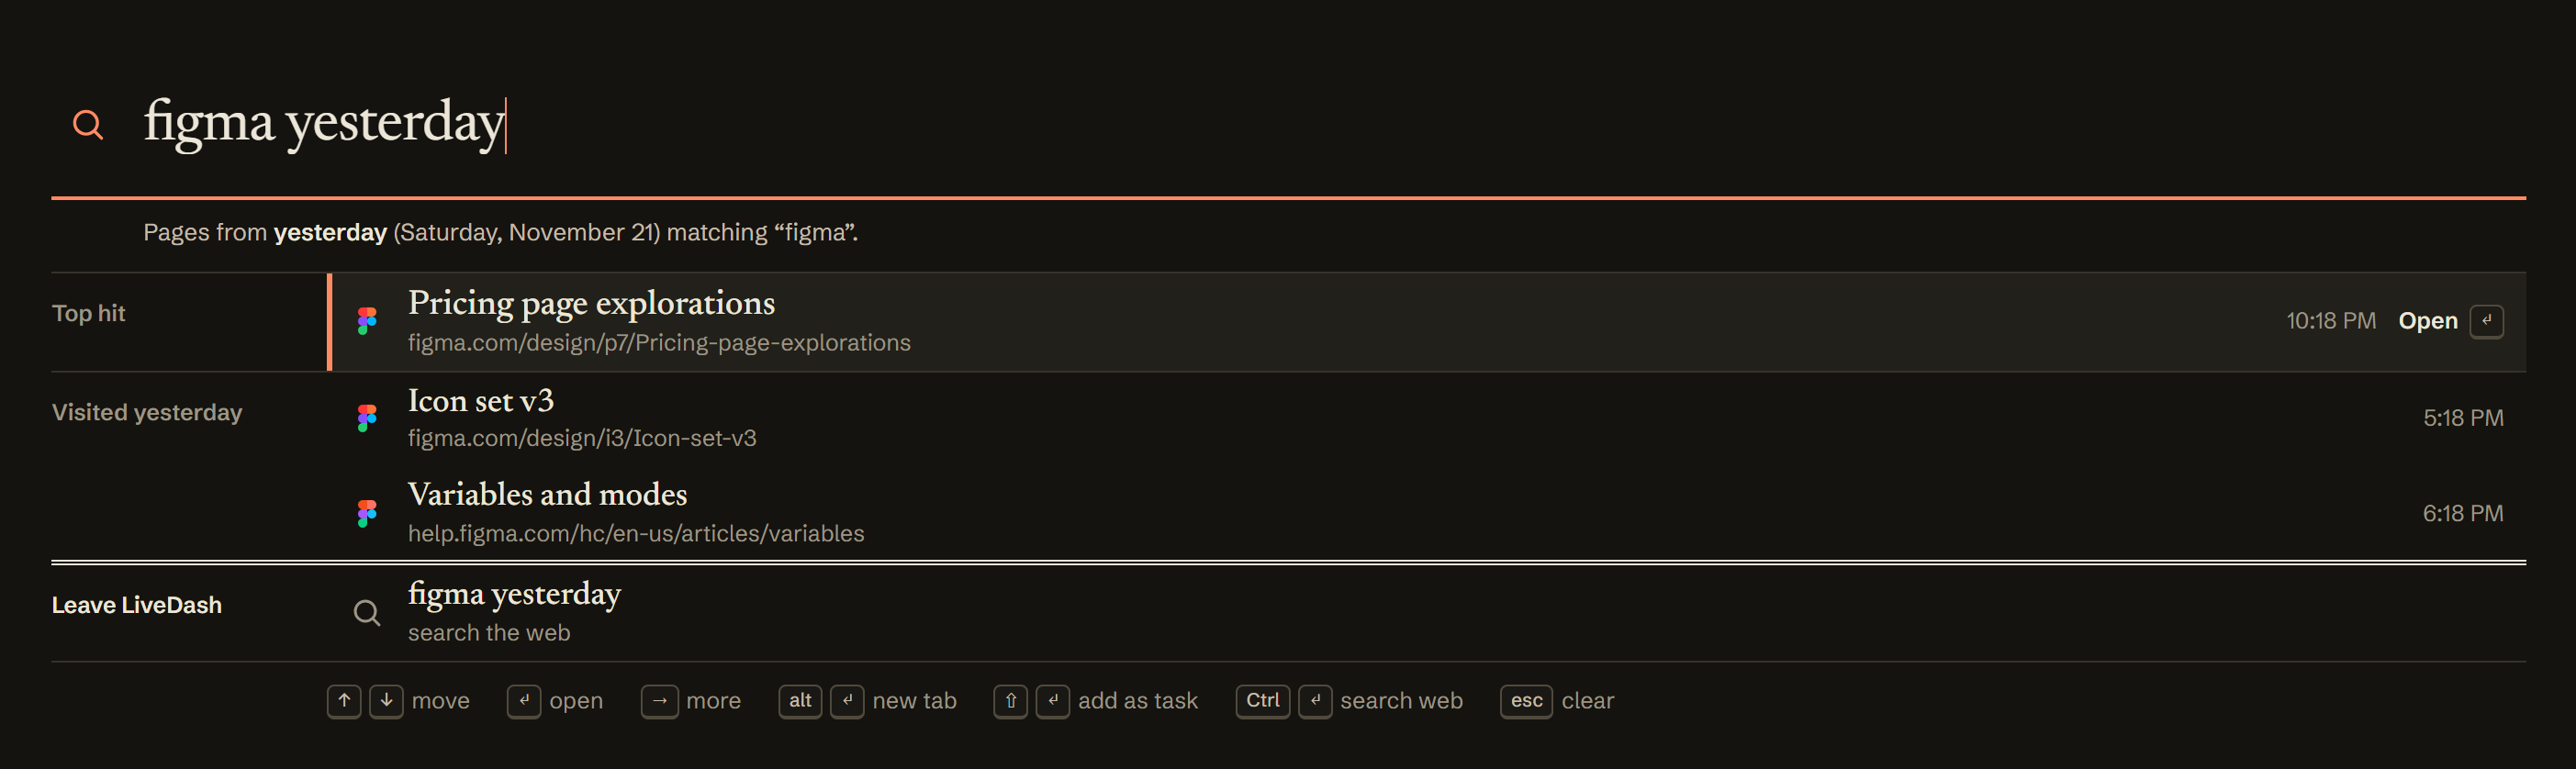 figma yesterday
Pages from yesterday (Saturday, November 21) matching “figma”.
Top hit
Pricing page explorations
figma.com/design/p7/Pricing-page-explorations
10:18 PM Open ↵
Visited yesterday
Icon set v3
figma.com/design/i3/Icon-set-v3
5:18 PM
Variables and modes
help.figma.com/hc/en-us/articles/variables
6:18 PM
Leave LiveDash
figma yesterday
search the web
↑ ↓ move ↵ open → more alt ↵ new tab ⇧ ↵ add as task Ctrl ↵ search web esc clear